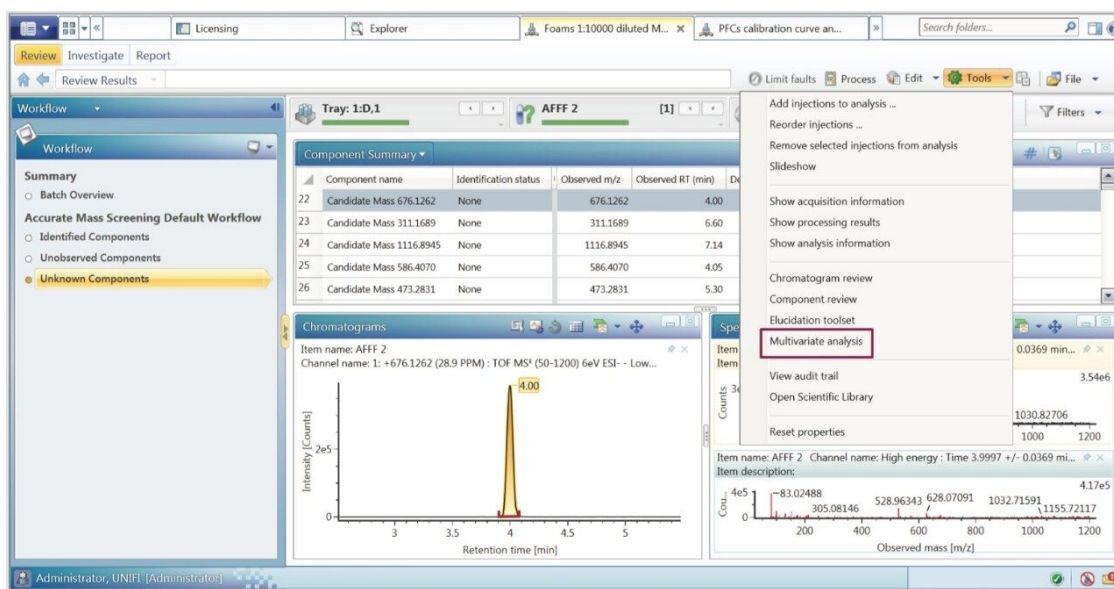 Licensing
Explorer
Foams 1:10000 diluted M... ×
PFCs calibration curve an...
Search folders...
Review Investigate Report
Review Results
Limit faults Process Edit Tools File
Workflow
Tray: 1:D,1
AFFF 2 [1]
Filters
Workflow
Summary
Batch Overview
Accurate Mass Screening Default Workflow
Identified Components
Unobserved Components
Unknown Components
Component Summary
Component name Identification status Observed m/z Observed RT (min) De
22 Candidate Mass 676.1262 None 676.1262 4.00
23 Candidate Mass 311.1689 None 311.1689 6.60
24 Candidate Mass 1116.8945 None 1116.8945 7.14
25 Candidate Mass 586.4070 None 586.4070 4.05
26 Candidate Mass 473.2831 None 473.2831 5.30
Add injections to analysis ...
Reorder injections ...
Remove selected injections from analysis
Slideshow
Show acquisition information
Show processing results
Show analysis information
Chromatogram review
Component review
Elucidation toolset
Multivariate analysis
View audit trail
Open Scientific Library
Reset properties
Chromatograms
Item name: AFFF 2
Channel name: 1: +676.1262 (28.9 PPM) : TOF MSᴱ (50-1200) 6eV ESI- - Low...
4.00
Intensity [Counts]
2e5
0
3 3.5 4 4.5 5
Retention time [min]
Spe
Item
0.0369 min...
Item
3.54e6
Counts
3e
0
1030.82706
1000 1200
Item name: AFFF 2 Channel name: High energy : Time 3.9997 +/- 0.0369 mi...
Item description:
4.17e5
Cou...
4e5
0
83.02488
305.08146
528.96343
628.07091
1032.71591
1155.72117
200 400 600 800 1000 1200
Observed mass [m/z]
Administrator, UNIFI [Administrator]